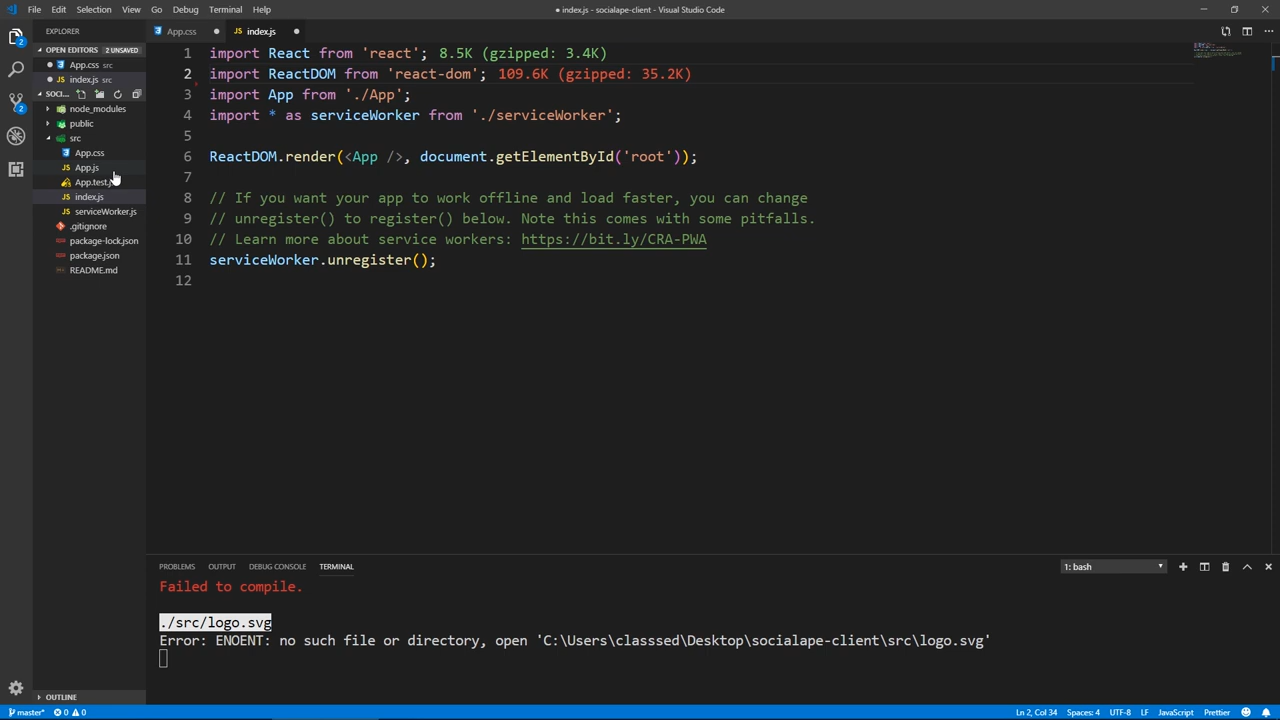 File Edit Selection View Go Debug Terminal Help
● index.js - socialape-client - Visual Studio Code
EXPLORER
OPEN EDITORS 2 UNSAVED
App.css src
index.js src
SOCI...
node_modules
public
src
App.css
App.js
App.test.j
index.js
serviceWorker.js
.gitignore
package-lock.json
package.json
README.md
OUTLINE
App.css
index.js
1 import React from 'react'; 8.5K (gzipped: 3.4K)
2 import ReactDOM from 'react-dom'; 109.6K (gzipped: 35.2K)
3 import App from './App';
4 import * as serviceWorker from './serviceWorker';
5
6 ReactDOM.render(<App />, document.getElementById('root'));
7
8 // If you want your app to work offline and load faster, you can change
9 // unregister() to register() below. Note this comes with some pitfalls.
10 // Learn more about service workers: https://bit.ly/CRA-PWA
11 serviceWorker.unregister();
12
PROBLEMS OUTPUT DEBUG CONSOLE TERMINAL
1: bash
Failed to compile.
./src/logo.svg
Error: ENOENT: no such file or directory, open 'C:\Users\classsed\Desktop\socialape-client\src\logo.svg'
2
2
master* 0 0
Ln 2, Col 34 Spaces: 4 UTF-8 LF JavaScript Prettier